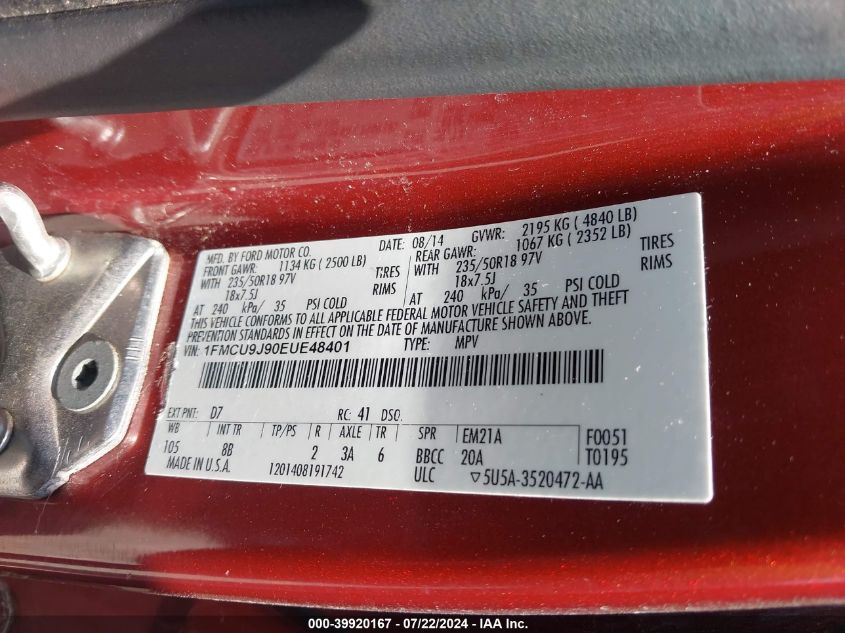 MFD. BY FORD MOTOR CO.
DATE: 08/14 GVWR: 2195 KG ( 4840 LB)
FRONT GAWR: 1134 KG ( 2500 LB)
REAR GAWR: 1067 KG ( 2352 LB)
WITH 235/50R18 97V TIRES
WITH 235/50R18 97V TIRES
18x7.5J RIMS
18x7.5J RIMS
AT 240 kPa/ 35 PSI COLD
AT 240 kPa/ 35 PSI COLD
THIS VEHICLE CONFORMS TO ALL APPLICABLE FEDERAL MOTOR VEHICLE SAFETY AND THEFT
PREVENTION STANDARDS IN EFFECT ON THE DATE OF MANUFACTURE SHOWN ABOVE.
VIN: 1FMCU9J90EUE48401 TYPE: MPV
EXT PNT: D7 RC: 41 DSO:
WB INT TR TP/PS R AXLE TR SPR EM21A F0051
105 8B 2 3A 6 BBCC 20A T0195
MADE IN U.S.A. 1201408191742 ULC ▽5U5A-3520472-AA
000-39920167 - 07/22/2024 - IAA Inc.